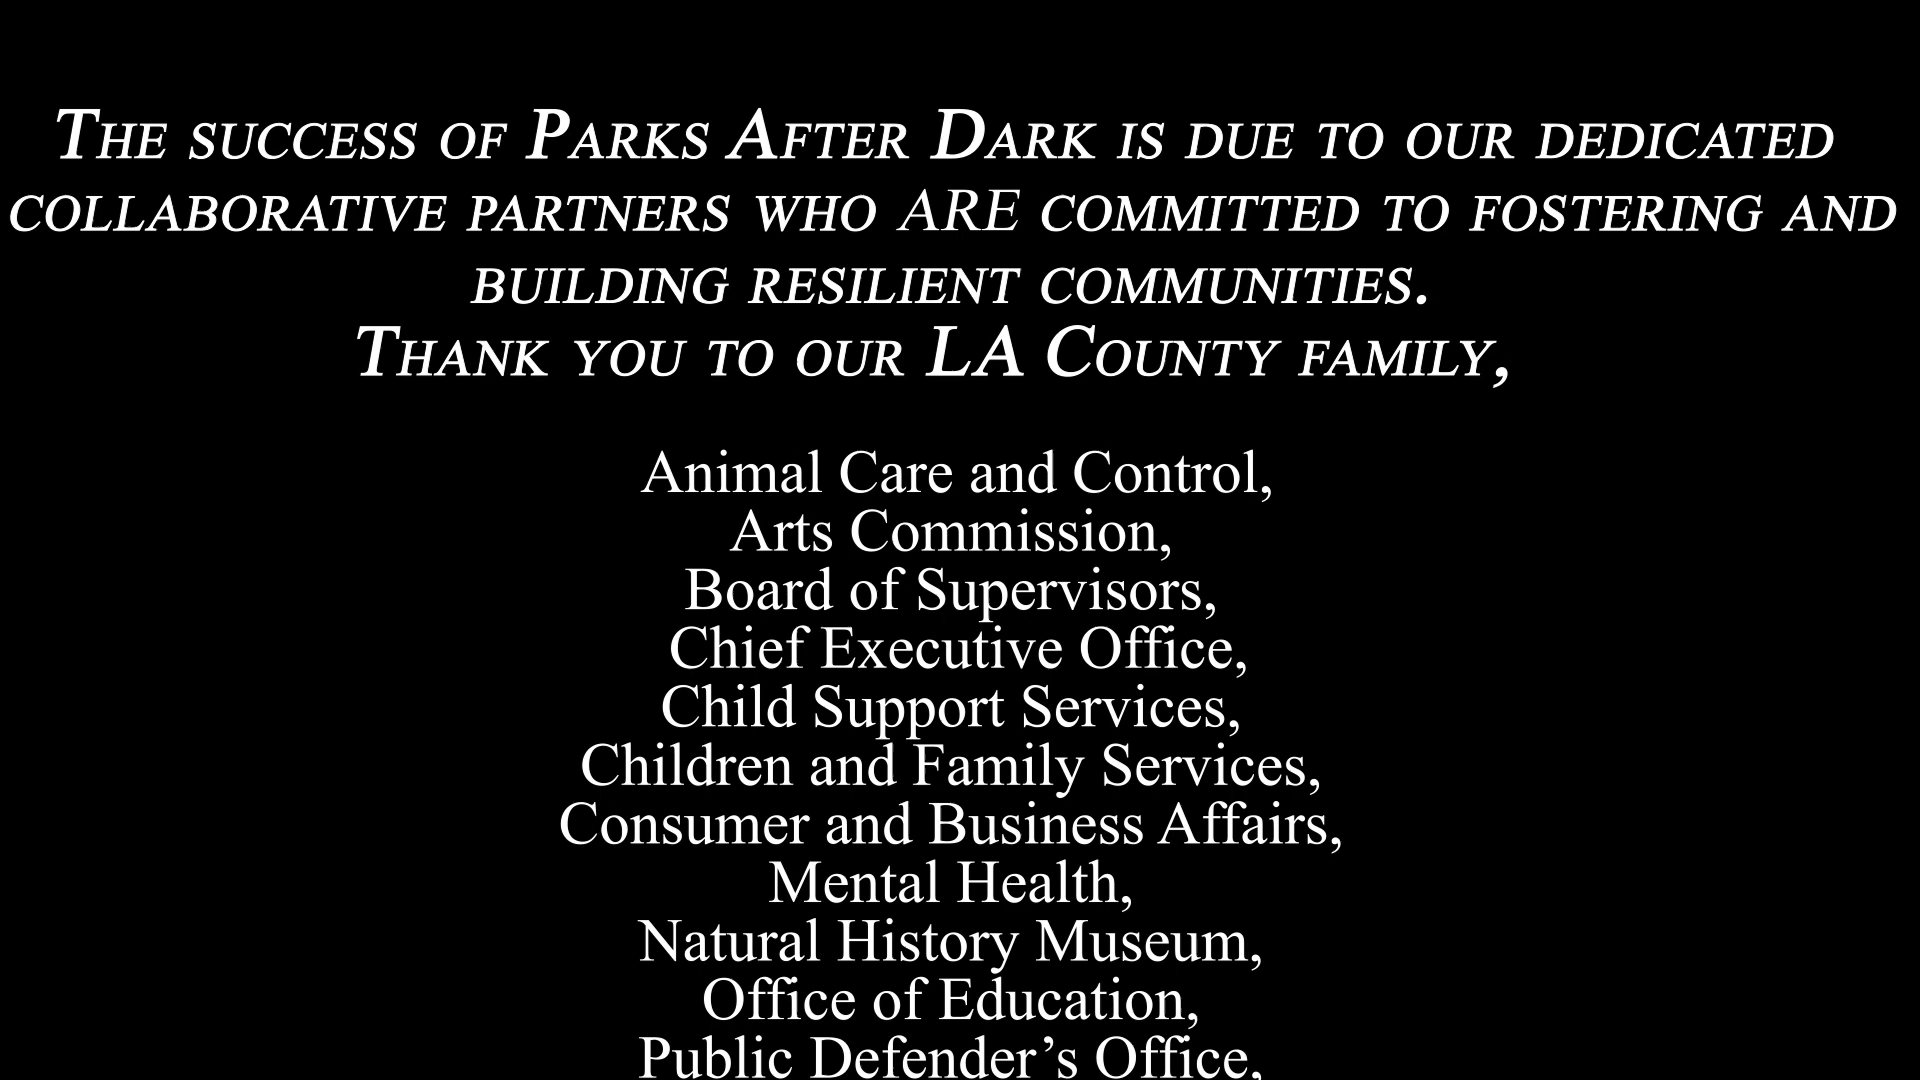 The success of Parks After Dark is due to our dedicated
collaborative partners who ARE committed to fostering and
building resilient communities.
Thank you to our LA County family,
Animal Care and Control,
Arts Commission,
Board of Supervisors,
Chief Executive Office,
Child Support Services,
Children and Family Services,
Consumer and Business Affairs,
Mental Health,
Natural History Museum,
Office of Education,
Public Defender’s Office,